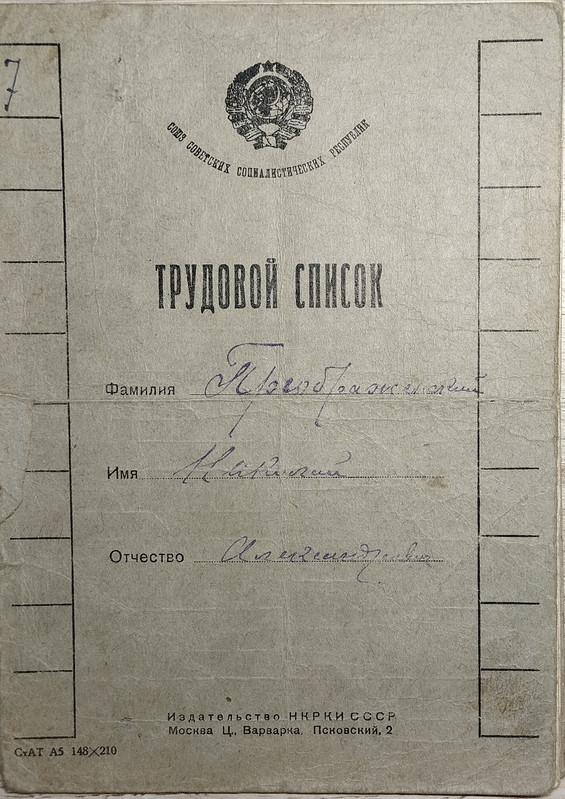 7
СОЮЗ СОВЕТСКИХ СОЦИАЛИСТИЧЕСКИХ РЕСПУБЛИК
ТРУДОВОЙ СПИСОК
Фамилия Преображенский
Имя Николай
Отчество Александрович
Издательство НКРКИ СССР
Москва Ц., Варварка, Псковский, 2
СтАТ А5 148×210